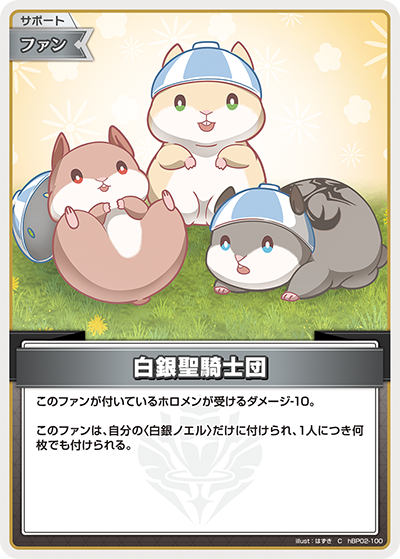 サポート
ファン
白銀聖騎士団
このファンが付いているホロメンが受けるダメージ-10。
このファンは、自分の〈白銀ノエル〉だけに付けられ、1人につき何
枚でも付けられる。
illust：はずき C hBP02-100